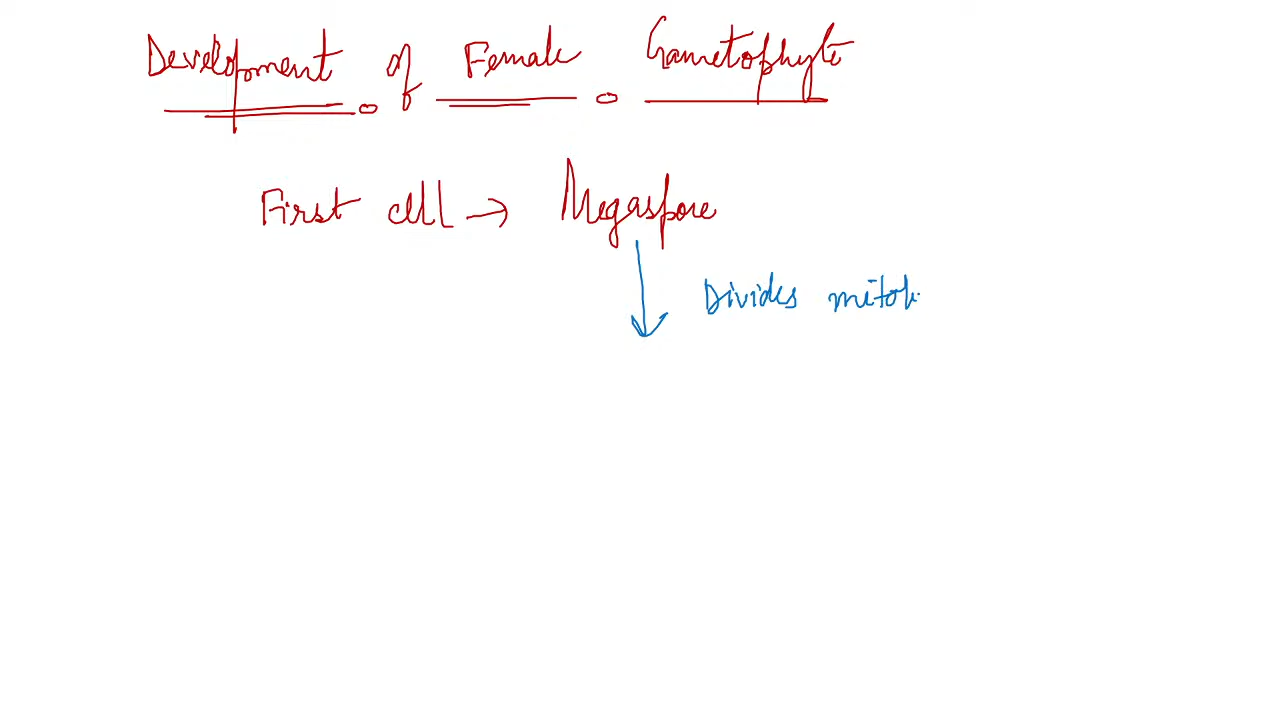 Development of Female Gametophyte
First cell → Megaspore
Divides